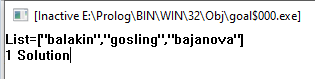 [Inactive E:\Prolog\BIN\WIN\32\Obj\goal$000.exe]
List=["balakin","gosling","bajanova"]
1 Solution